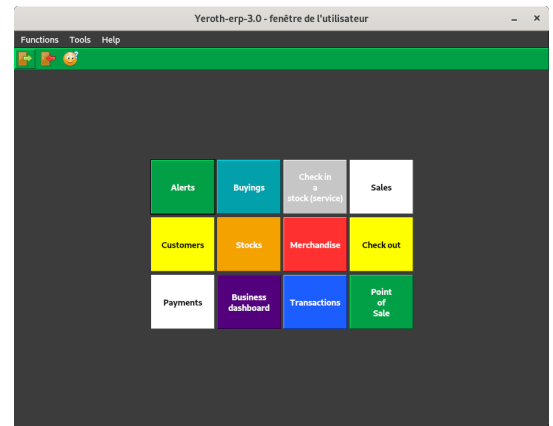 Yeroth-erp-3.0 - fenêtre de l'utilisateur
Functions Tools Help
Alerts
Buyings
Check in
a
stock (service)
Sales
Customers
Stocks
Merchandise
Check out
Payments
Business
dashboard
Transactions
Point
of
Sale